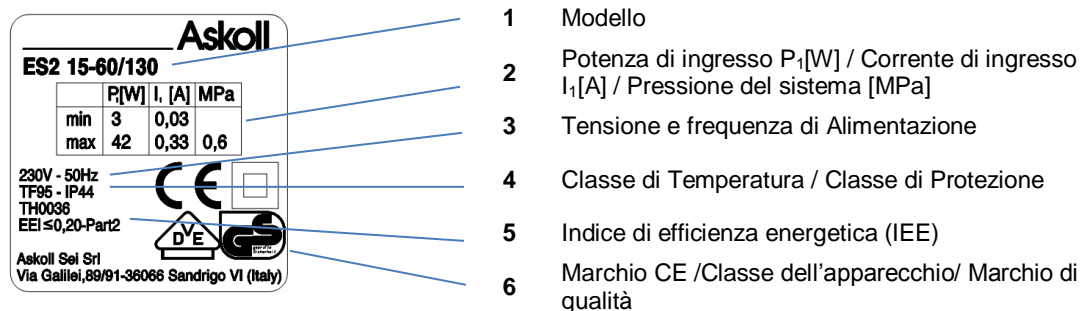 Askoll
ES2 15-60/130
P₁[W] I₁ [A] MPa
min 3 0,03
max 42 0,33 0,6
230V - 50Hz
TF95 - IP44
TH0036
EEI≤0,20-Part2
CE
DVE
GS
Askoll Sei Srl
Via Galilei,89/91-36066 Sandrigo VI (Italy)
1 Modello
2 Potenza di ingresso P₁[W] / Corrente di ingresso
I₁[A] / Pressione del sistema [MPa]
3 Tensione e frequenza di Alimentazione
4 Classe di Temperatura / Classe di Protezione
5 Indice di efficienza energetica (IEE)
6 Marchio CE /Classe dell’apparecchio/ Marchio di
qualità